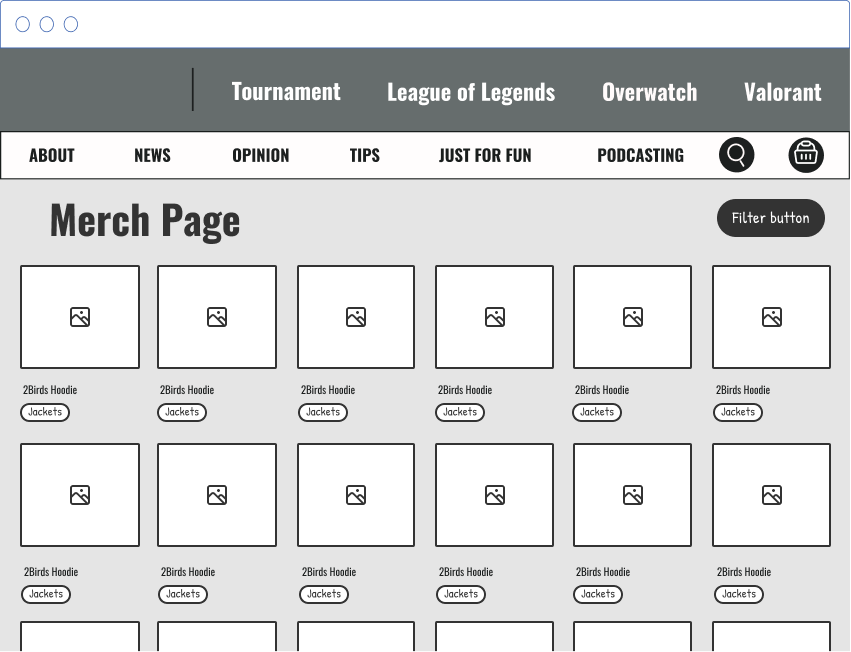 Tournament League of Legends Overwatch Valorant
ABOUT NEWS OPINION TIPS JUST FOR FUN PODCASTING
Merch Page
Filter button
2Birds Hoodie 2Birds Hoodie 2Birds Hoodie 2Birds Hoodie 2Birds Hoodie 2Birds Hoodie
Jackets Jackets Jackets Jackets Jackets Jackets
2Birds Hoodie 2Birds Hoodie 2Birds Hoodie 2Birds Hoodie 2Birds Hoodie 2Birds Hoodie
Jackets Jackets Jackets Jackets Jackets Jackets